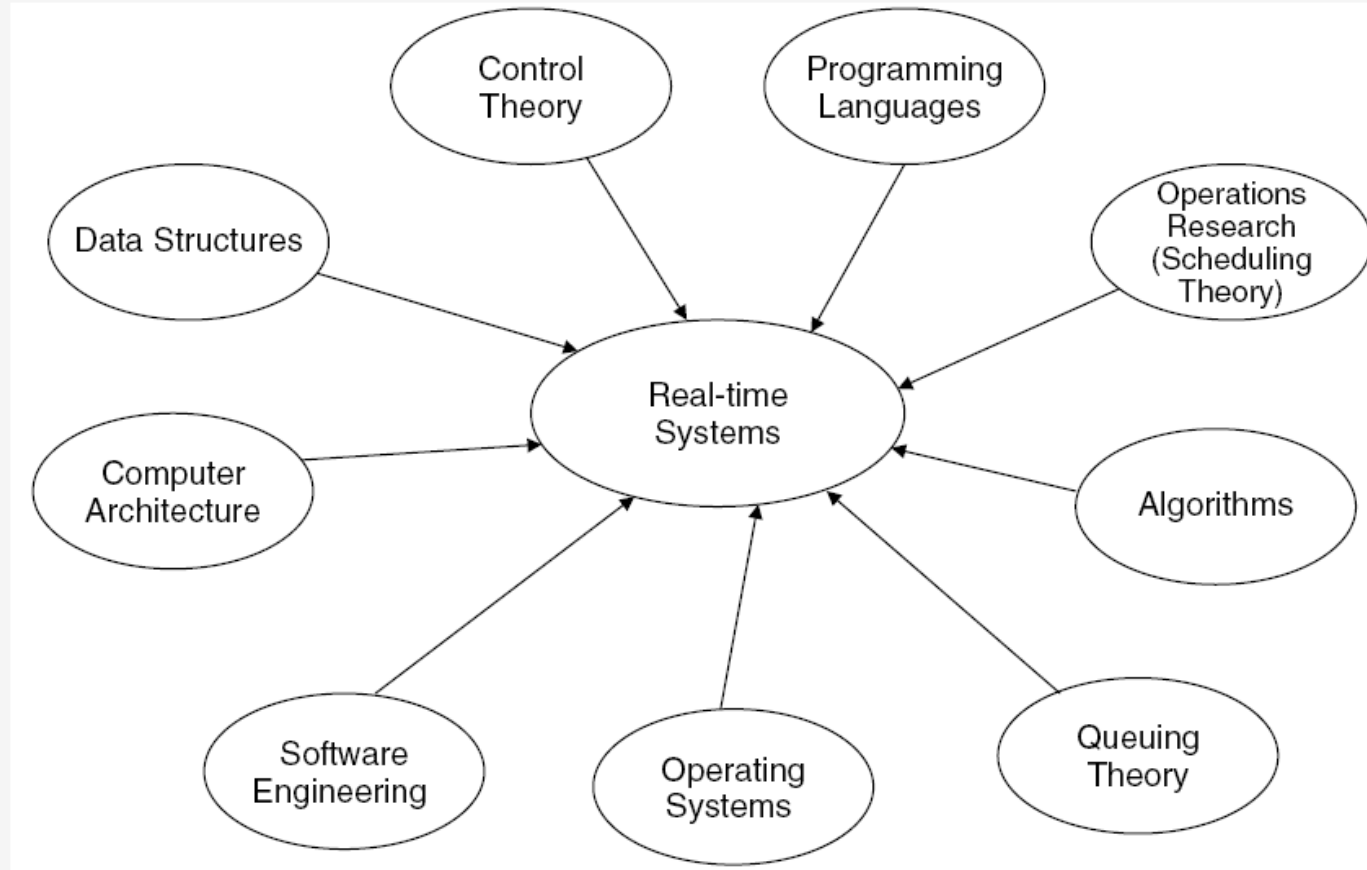 Control
Theory
Programming
Languages
Operations
Research
(Scheduling
Theory)
Data Structures
Real-time
Systems
Computer
Architecture
Algorithms
Software
Engineering
Operating
Systems
Queuing
Theory